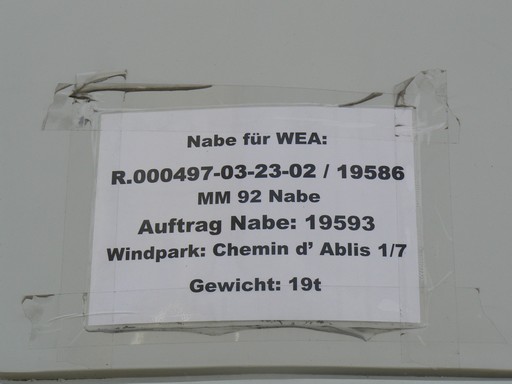 Nabe für WEA:
R.000497-03-23-02 / 19586
MM 92 Nabe
Auftrag Nabe: 19593
Windpark: Chemin d' Ablis 1/7
Gewicht: 19t